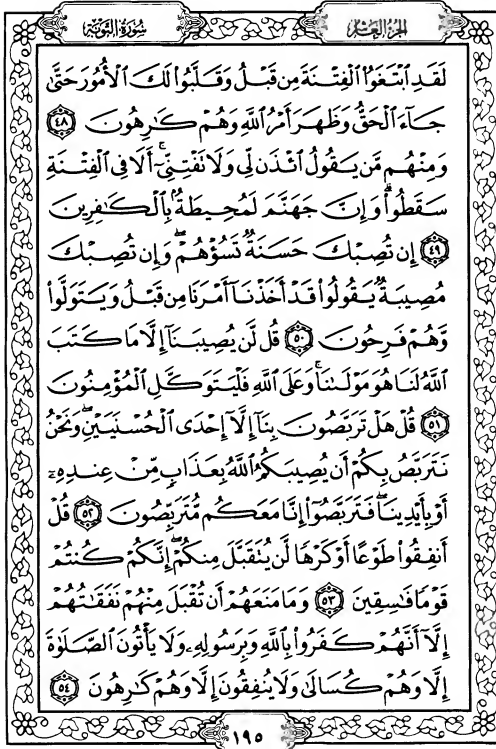 سُورَةُ التَّوْبَةِ
الجزء العاشر
لَقَدِ ٱبْتَغَوُا۟ ٱلْفِتْنَةَ مِن قَبْلُ وَقَلَّبُوا۟ لَكَ ٱلْأُمُورَ حَتَّىٰ
جَآءَ ٱلْحَقُّ وَظَهَرَ أَمْرُ ٱللَّهِ وَهُمْ كَـٰرِهُونَ ٤٨
وَمِنْهُم مَّن يَقُولُ ٱئْذَن لِّى وَلَا تَفْتِنِّىٓ ۚ أَلَا فِى ٱلْفِتْنَةِ
سَقَطُوا۟ ۗ وَإِنَّ جَهَنَّمَ لَمُحِيطَةٌۢ بِٱلْكَـٰفِرِينَ
٤٩ إِن تُصِبْكَ حَسَنَةٌ تَسُؤْهُمْ ۖ وَإِن تُصِبْكَ
مُصِيبَةٌ يَقُولُوا۟ قَدْ أَخَذْنَآ أَمْرَنَا مِن قَبْلُ وَيَتَوَلَّوا۟
وَّهُمْ فَرِحُونَ ٥٠ قُل لَّن يُصِيبَنَآ إِلَّا مَا كَتَبَ
ٱللَّهُ لَنَا هُوَ مَوْلَىٰنَا ۚ وَعَلَى ٱللَّهِ فَلْيَتَوَكَّلِ ٱلْمُؤْمِنُونَ
٥١ قُلْ هَلْ تَرَبَّصُونَ بِنَآ إِلَّآ إِحْدَى ٱلْحُسْنَيَيْنِ ۖ وَنَحْنُ
نَتَرَبَّصُ بِكُمْ أَن يُصِيبَكُمُ ٱللَّهُ بِعَذَابٍ مِّنْ عِندِهِۦٓ
أَوْ بِأَيْدِينَا ۖ فَتَرَبَّصُوٓا۟ إِنَّا مَعَكُم مُّتَرَبِّصُونَ ٥٢ قُلْ
أَنفِقُوا۟ طَوْعًا أَوْ كَرْهًا لَّن يُتَقَبَّلَ مِنكُمْ ۖ إِنَّكُمْ كُنتُمْ
قَوْمًا فَـٰسِقِينَ ٥٣ وَمَا مَنَعَهُمْ أَن تُقْبَلَ مِنْهُمْ نَفَقَـٰتُهُمْ
إِلَّآ أَنَّهُمْ كَفَرُوا۟ بِٱللَّهِ وَبِرَسُولِهِۦ وَلَا يَأْتُونَ ٱلصَّلَوٰةَ
إِلَّا وَهُمْ كُسَالَىٰ وَلَا يُنفِقُونَ إِلَّا وَهُمْ كَـٰرِهُونَ ٥٤
١٩٥